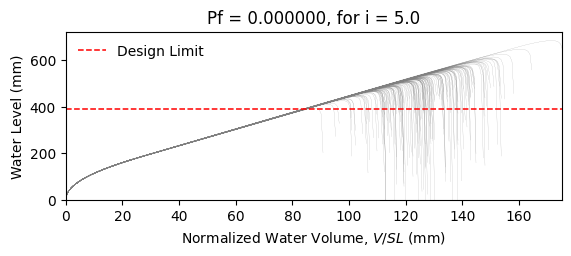 Pf = 0.000000, for i = 5.0
Design Limit
Water Level (mm)
600
400
200
0
0 20 40 60 80 100 120 140 160
Normalized Water Volume, V/SL (mm)